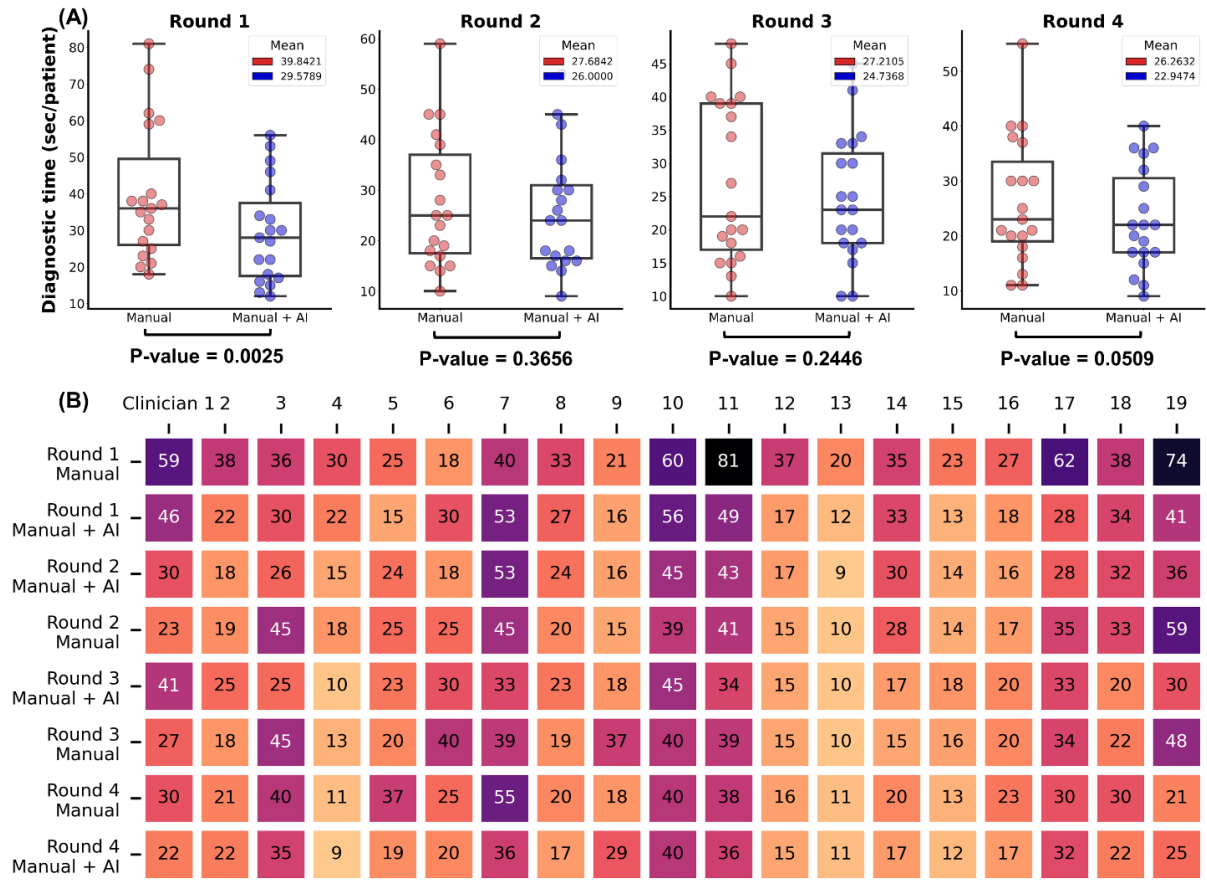 (A)
Round 1
Round 2
Round 3
Round 4
Diagnostic time (sec/patient)
80
70
60
50
40
30
20
10
Mean
39.8421
29.5789
Manual
Manual + AI
P-value = 0.0025
60
50
40
30
20
10
Mean
27.6842
26.0000
Manual
Manual + AI
P-value = 0.3656
45
40
35
30
25
20
15
10
Mean
27.2105
24.7368
Manual
Manual + AI
P-value = 0.2446
50
40
30
20
10
Mean
26.2632
22.9474
Manual
Manual + AI
P-value = 0.0509
(B)
Clinician 1 2 3 4 5 6 7 8 9 10 11 12 13 14 15 16 17 18 19
Round 1
Manual
59 38 36 30 25 18 40 33 21 60 81 37 20 35 23 27 62 38 74
Round 1
Manual + AI
46 22 30 22 15 30 53 27 16 56 49 17 12 33 13 18 28 34 41
Round 2
Manual + AI
30 18 26 15 24 18 53 24 16 45 43 17 9 30 14 16 28 32 36
Round 2
Manual
23 19 45 18 25 25 45 20 15 39 41 15 10 28 14 17 35 33 59
Round 3
Manual + AI
41 25 25 10 23 30 33 23 18 45 34 15 10 17 18 20 33 20 30
Round 3
Manual
27 18 45 13 20 40 39 19 37 40 39 15 10 15 16 20 34 22 48
Round 4
Manual
30 21 40 11 37 25 55 20 18 40 38 16 11 20 13 23 30 30 21
Round 4
Manual + AI
22 22 35 9 19 20 36 17 29 40 36 15 11 17 12 17 32 22 25